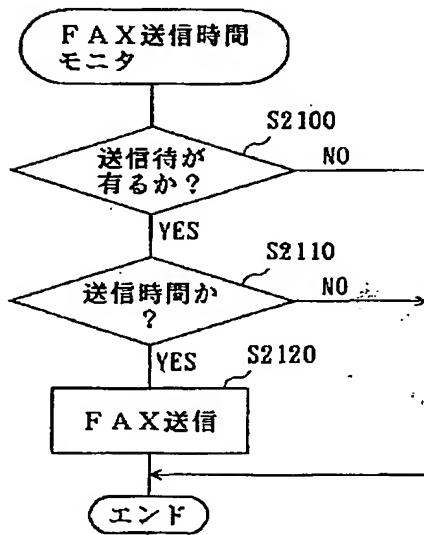 ＦＡＸ送信時間
モニタ
S2100
送信待が
有るか？
NO
YES
S2110
送信時間か
？
NO
YES
S2120
ＦＡＸ送信
エンド